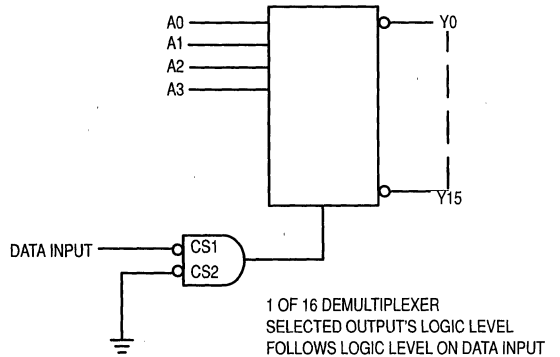 A0
Y0
A1
A2
A3
Y15
DATA INPUT
CS1
CS2
1 OF 16 DEMULTIPLEXER
SELECTED OUTPUT'S LOGIC LEVEL
FOLLOWS LOGIC LEVEL ON DATA INPUT